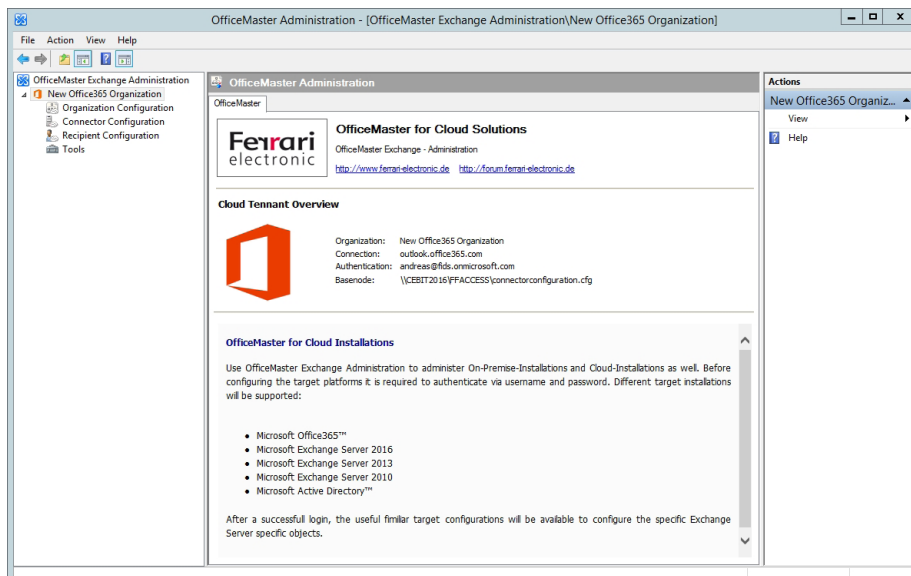 OfficeMaster Administration - [OfficeMaster Exchange Administration\New Office365 Organization]
File Action View Help
OfficeMaster Exchange Administration
New Office365 Organization
Organization Configuration
Connector Configuration
Recipient Configuration
Tools
OfficeMaster Administration
OfficeMaster
Ferrari
electronic
OfficeMaster for Cloud Solutions
OfficeMaster Exchange - Administration
http://www.ferrari-electronic.de http://forum.ferrari-electronic.de
Cloud Tennant Overview
Organization: New Office365 Organization
Connection: outlook.office365.com
Authentication: andreas@fids.onmicrosoft.com
Basenode: \\CEBIT2016\FFACCESS\connectorconfiguration.cfg
OfficeMaster for Cloud Installations
Use OfficeMaster Exchange Administration to administer On-Premise-Installations and Cloud-Installations as well. Before
configuring the target platforms it is required to authenticate via username and password. Different target installations
will be supported:
• Microsoft Office365™
• Microsoft Exchange Server 2016
• Microsoft Exchange Server 2013
• Microsoft Exchange Server 2010
• Microsoft Active Directory™
After a successfull login, the useful fimiliar target configurations will be available to configure the specific Exchange
Server specific objects.
Actions
New Office365 Organiz...
View
Help